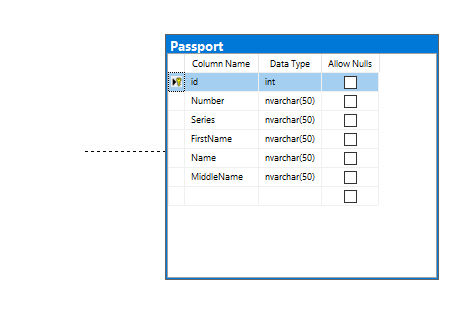 Passport
Column Name Data Type Allow Nulls
id int
Number nvarchar(50)
Series nvarchar(50)
FirstName nvarchar(50)
Name nvarchar(50)
MiddleName nvarchar(50)